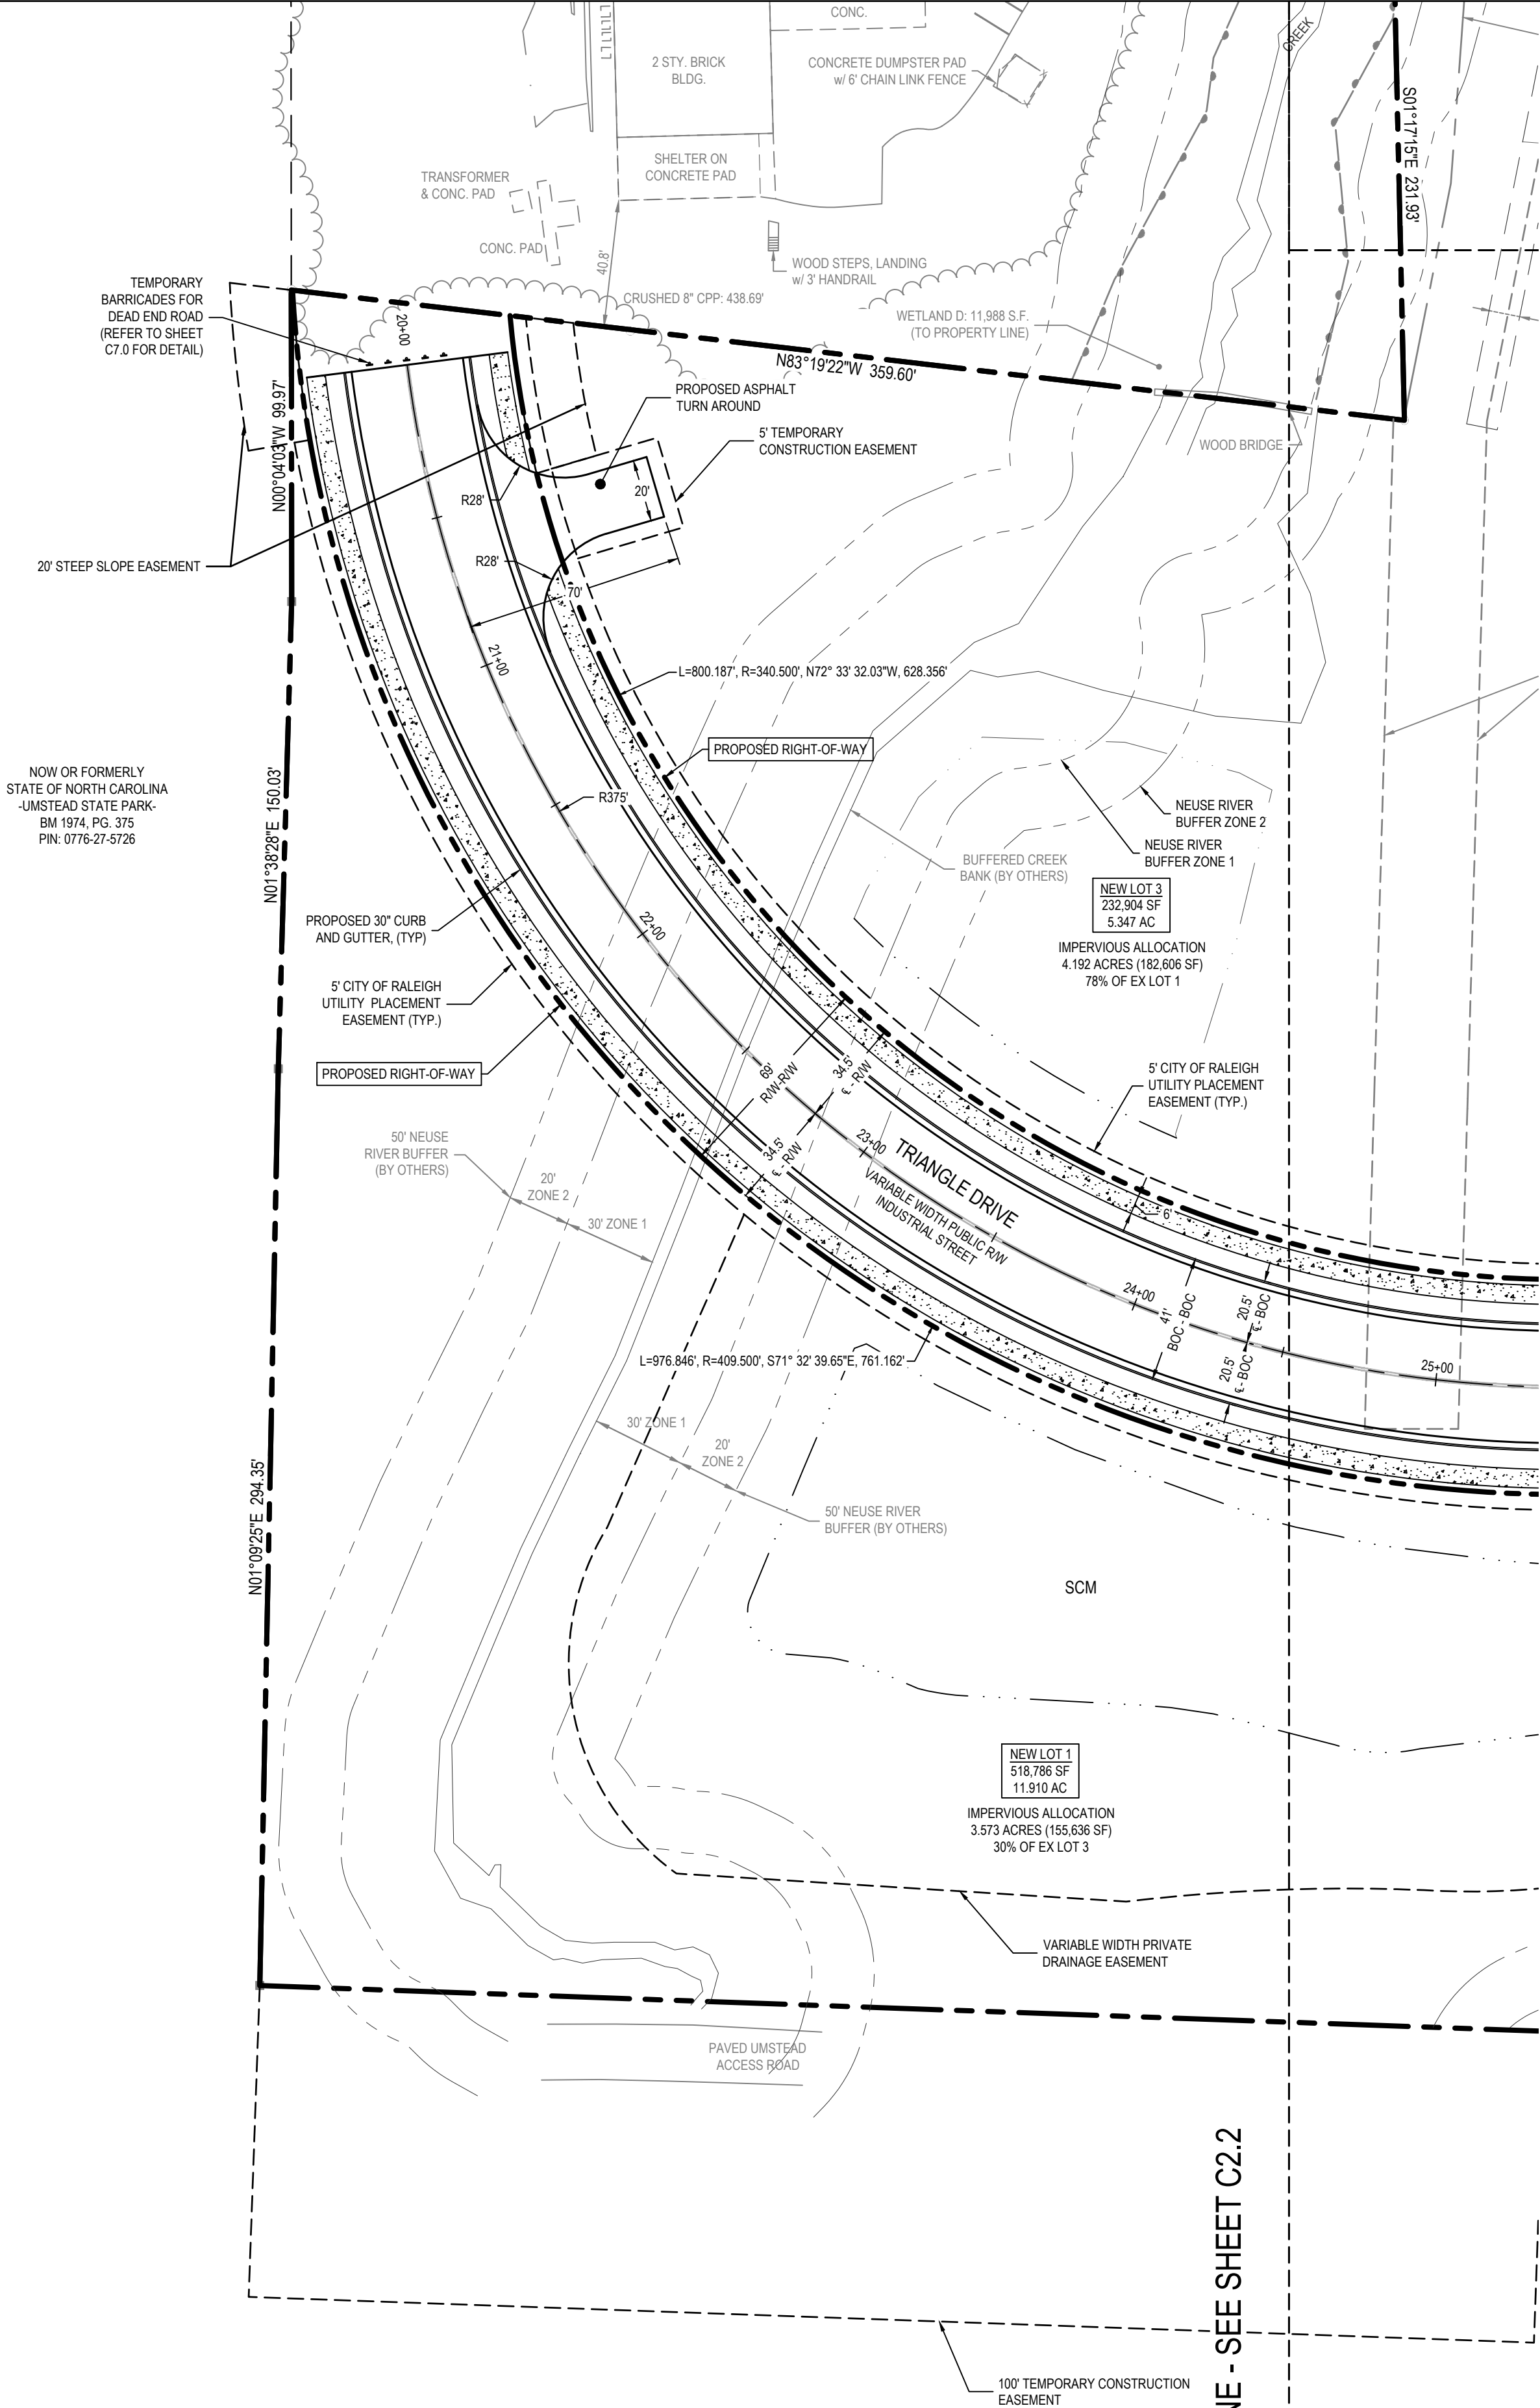 CONC.
CREEK
2 STY. BRICK
BLDG.
CONCRETE DUMPSTER PAD
w/ 6' CHAIN LINK FENCE
S01°17'15"E 231.93'
SHELTER ON
CONCRETE PAD
TRANSFORMER
& CONC. PAD
CONC. PAD
40.8'
WOOD STEPS, LANDING
w/ 3' HANDRAIL
CRUSHED 8" CPP: 438.69'
WETLAND D: 11,988 S.F.
(TO PROPERTY LINE)
TEMPORARY
BARRICADES FOR
DEAD END ROAD
(REFER TO SHEET
C7.0 FOR DETAIL)
20+00
N83°19'22"W 359.60'
N00°04'03"W 99.97'
PROPOSED ASPHALT
TURN AROUND
5' TEMPORARY
CONSTRUCTION EASEMENT
WOOD BRIDGE
R28'
20'
R28'
70'
20' STEEP SLOPE EASEMENT
21+00
L=800.187', R=340.500', N72° 33' 32.03"W, 628.356'
PROPOSED RIGHT-OF-WAY
NOW OR FORMERLY
STATE OF NORTH CAROLINA
-UMSTEAD STATE PARK-
BM 1974, PG. 375
PIN: 0776-27-5726
N01°38'28"E 150.03'
R375'
NEUSE RIVER
BUFFER ZONE 2
NEUSE RIVER
BUFFER ZONE 1
BUFFERED CREEK
BANK (BY OTHERS)
NEW LOT 3
232,904 SF
5.347 AC
IMPERVIOUS ALLOCATION
4.192 ACRES (182,606 SF)
78% OF EX LOT 1
PROPOSED 30" CURB
AND GUTTER, (TYP)
22+00
5' CITY OF RALEIGH
UTILITY PLACEMENT
EASEMENT (TYP.)
PROPOSED RIGHT-OF-WAY
69'
R/W-R/W
34.5'
℄ - R/W
5' CITY OF RALEIGH
UTILITY PLACEMENT
EASEMENT (TYP.)
34.5'
℄ - R/W
23+00
TRIANGLE DRIVE
VARIABLE WIDTH PUBLIC R/W
INDUSTRIAL STREET
50' NEUSE
RIVER BUFFER
(BY OTHERS)
20'
ZONE 2
30' ZONE 1
6'
24+00
41'
BOC - BOC
20.5'
℄ - BOC
20.5'
℄ - BOC
25+00
L=976.846', R=409.500', S71° 32' 39.65"E, 761.162'
30' ZONE 1
20'
ZONE 2
50' NEUSE RIVER
BUFFER (BY OTHERS)
N01°09'25"E 294.35'
SCM
NEW LOT 1
518,786 SF
11.910 AC
IMPERVIOUS ALLOCATION
3.573 ACRES (155,636 SF)
30% OF EX LOT 3
VARIABLE WIDTH PRIVATE
DRAINAGE EASEMENT
PAVED UMSTEAD
ACCESS ROAD
NE - SEE SHEET C2.2
100' TEMPORARY CONSTRUCTION
EASEMENT